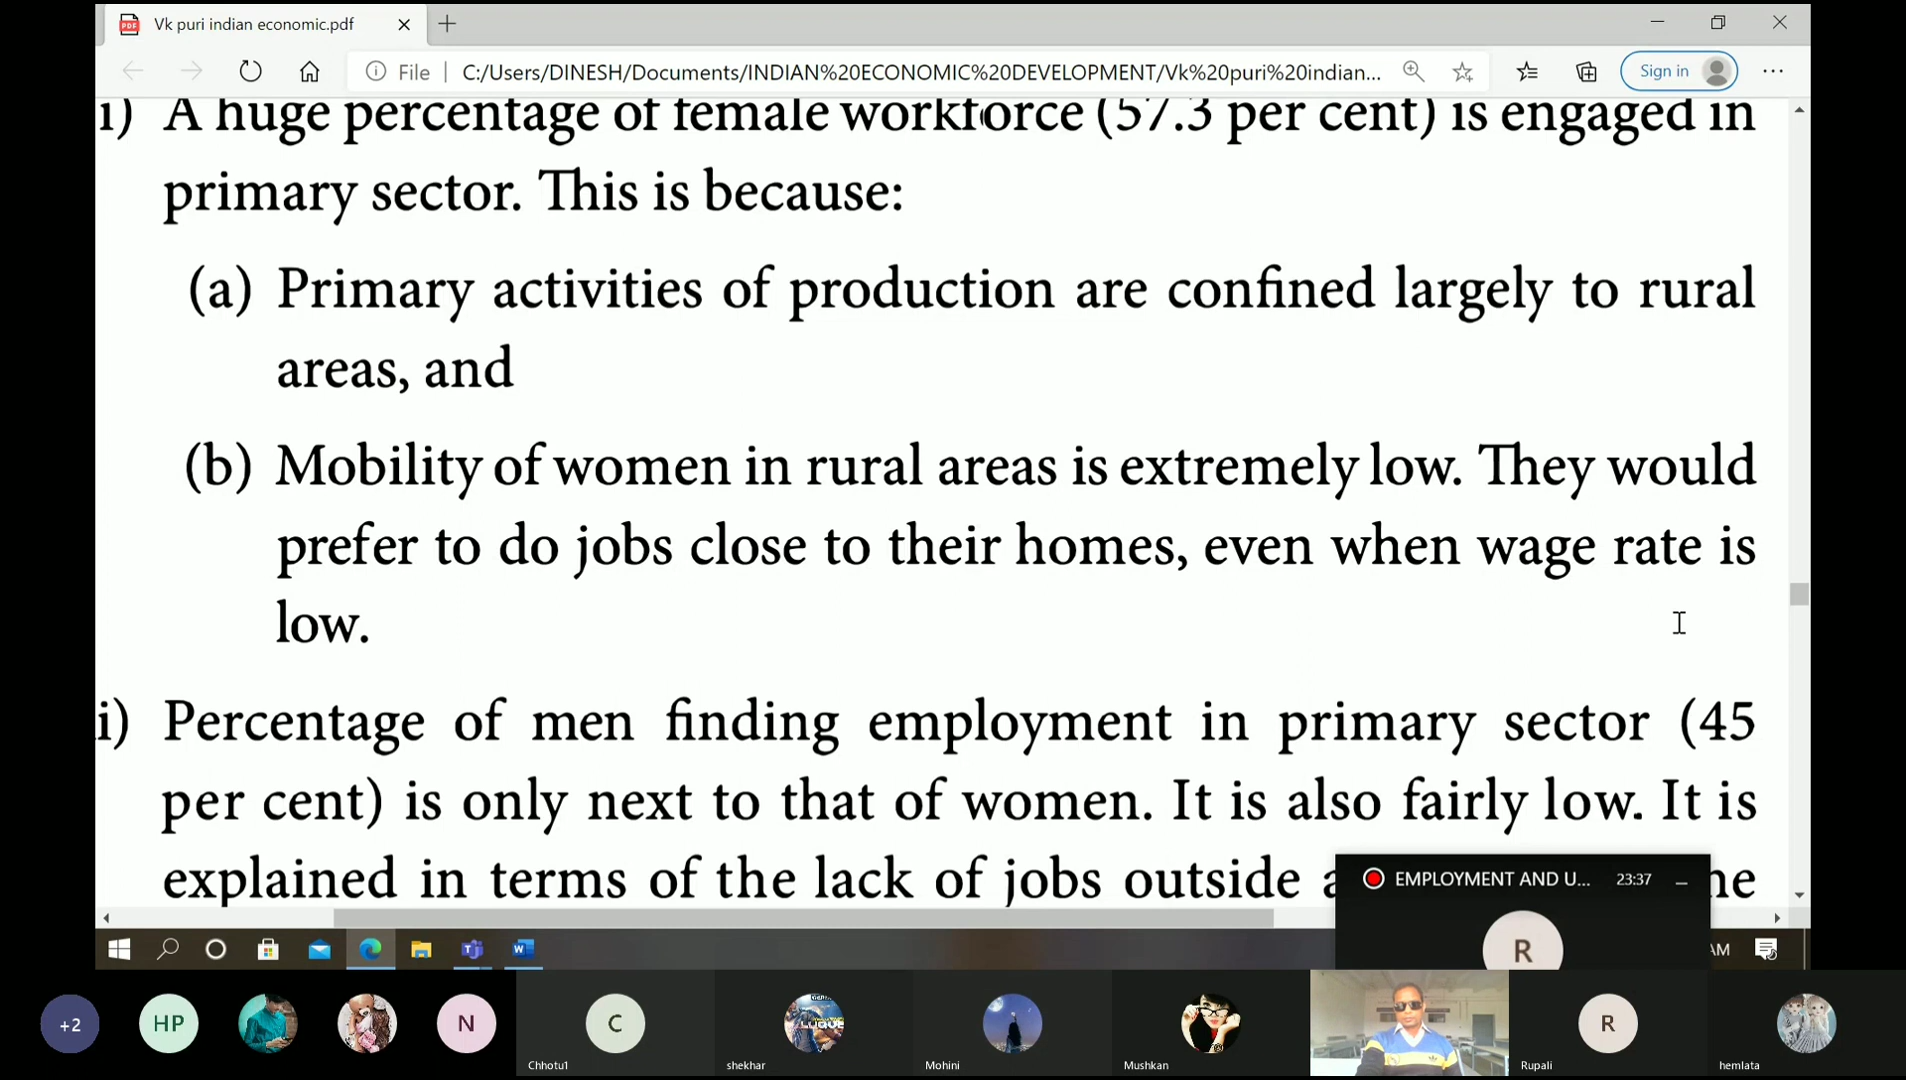 Vk puri indian economic.pdf
File | C:/Users/DINESH/Documents/INDIAN%20ECONOMIC%20DEVELOPMENT/Vk%20puri%20indian...
Sign in
i) A huge percentage of female workforce (57.3 per cent) is engaged in
primary sector. This is because:
(a) Primary activities of production are confined largely to rural
areas, and
(b) Mobility of women in rural areas is extremely low. They would
prefer to do jobs close to their homes, even when wage rate is
low.
i) Percentage of men finding employment in primary sector (45
per cent) is only next to that of women. It is also fairly low. It is
explained in terms of the lack of jobs outside
EMPLOYMENT AND U... 23:37
R
AM
+2 HP N C R
Chhotu1 shekhar Mohini Mushkan Rupali hemlata